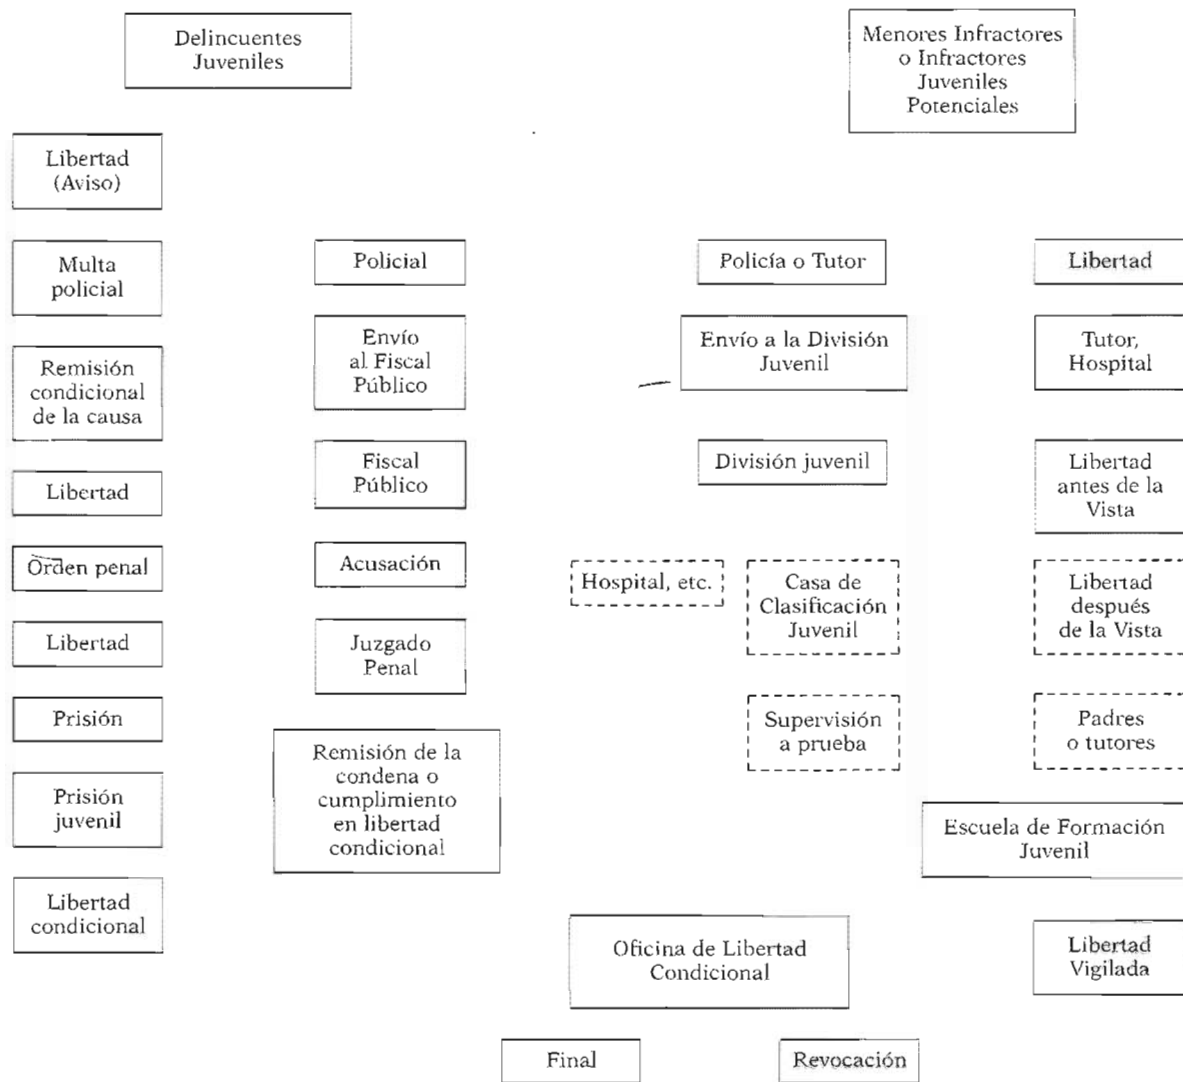 Delincuentes
Juveniles
Menores Infractores
o Infractores
Juveniles
Potenciales
Libertad
(Aviso)
Multa
policial
Policial
Policía o Tutor
Libertad
Remisión
condicional
de la causa
Envío
al Fiscal
Público
Envío a la División
Juvenil
Tutor,
Hospital
Libertad
Fiscal
Público
División juvenil
Libertad
antes de la
Vista
Orden penal
Acusación
Hospital, etc.
Casa de
Clasificación
Juvenil
Libertad
después
de la Vista
Libertad
Juzgado
Penal
Prisión
Remisión de la
condena o
cumplimiento
en libertad
condicional
Supervisión
a prueba
Padres
o tutores
Prisión
juvenil
Escuela de Formación
Juvenil
Libertad
condicional
Oficina de Libertad
Condicional
Libertad
Vigilada
Final
Revocación